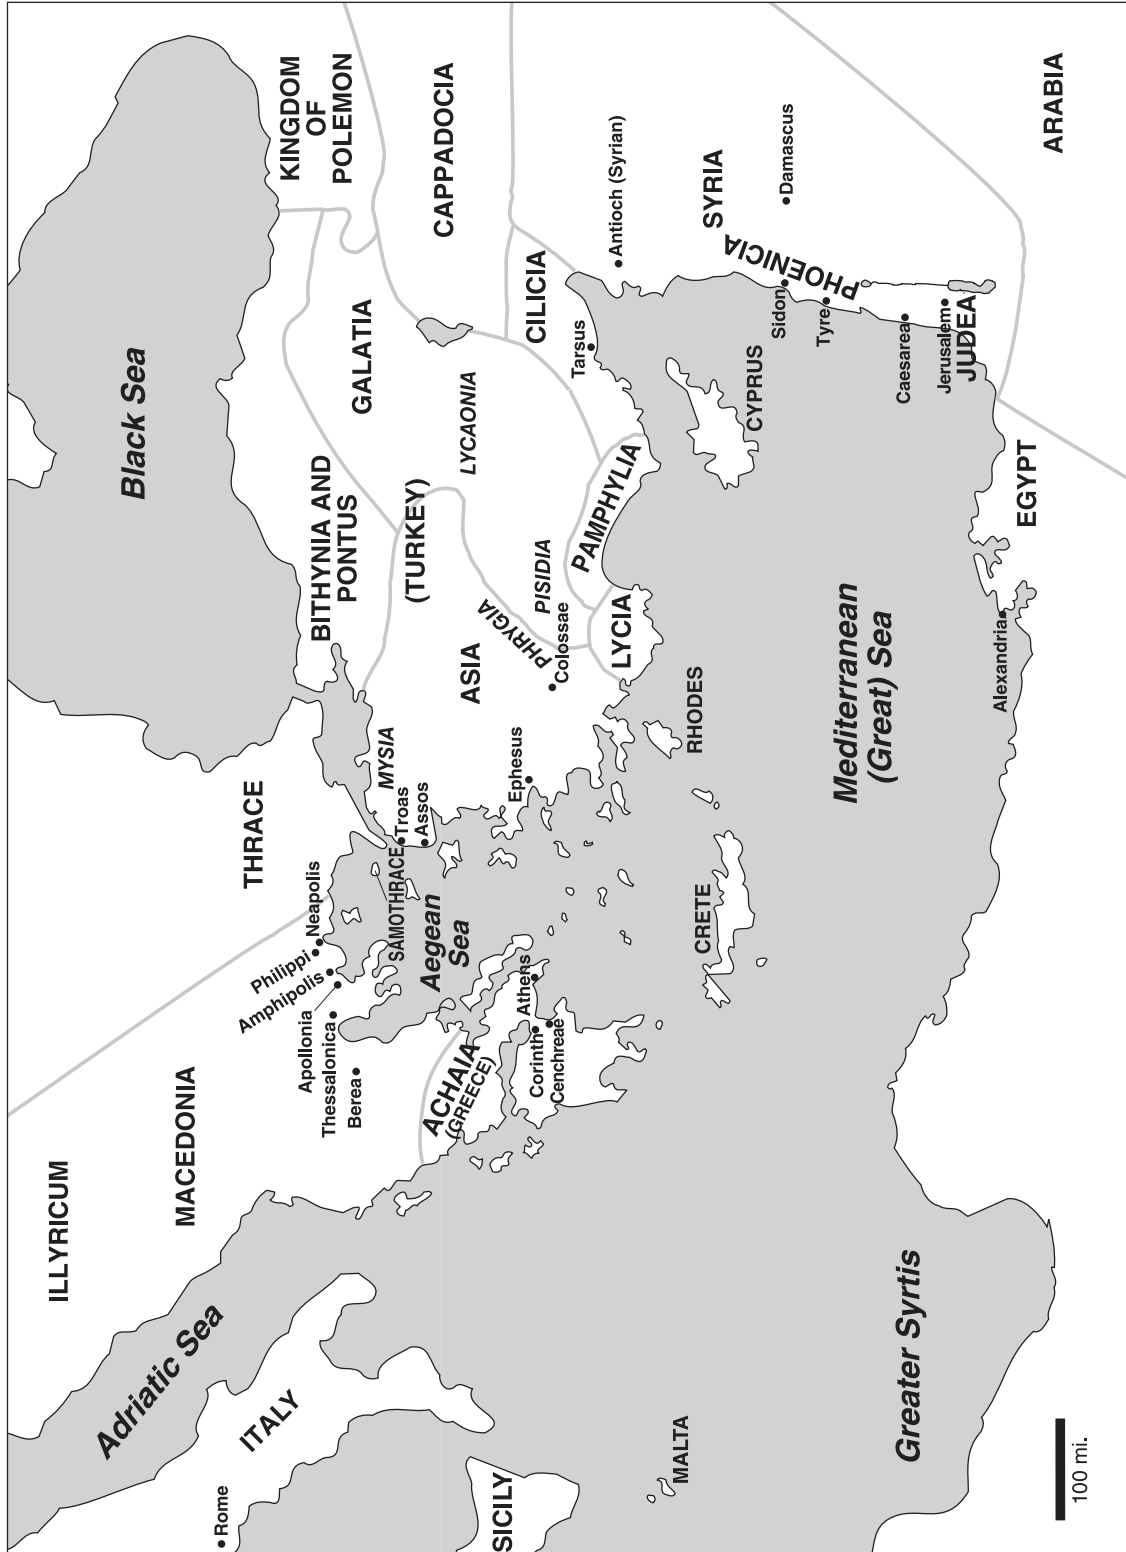 Black Sea
KINGDOM
OF
POLEMON
CAPPADOCIA
ARABIA
Antioch (Syrian)
SYRIA
Damascus
PHOENICIA
CILICIA
Tarsus
GALATIA
LYCAONIA
Sidon
Tyre
CYPRUS
Caesarea
Jerusalem
JUDEA
BITHYNIA AND
PONTUS
(TURKEY)
PAMPHYLIA
EGYPT
PISIDIA
PHRYGIA
Colossae
LYCIA
ASIA
Mediterranean
(Great) Sea
Alexandria
RHODES
MYSIA
Ephesus
THRACE
Troas
Assos
SAMOTHRACE
Neapolis
Philippi
Amphipolis
Aegean
Sea
CRETE
Athens
Apollonia
Thessalonica
Berea
ACHAIA
(GREECE)
Corinth
Cenchreae
MACEDONIA
ILLYRICUM
Adriatic Sea
ITALY
Greater Syrtis
Rome
SICILY
MALTA
100 mi.